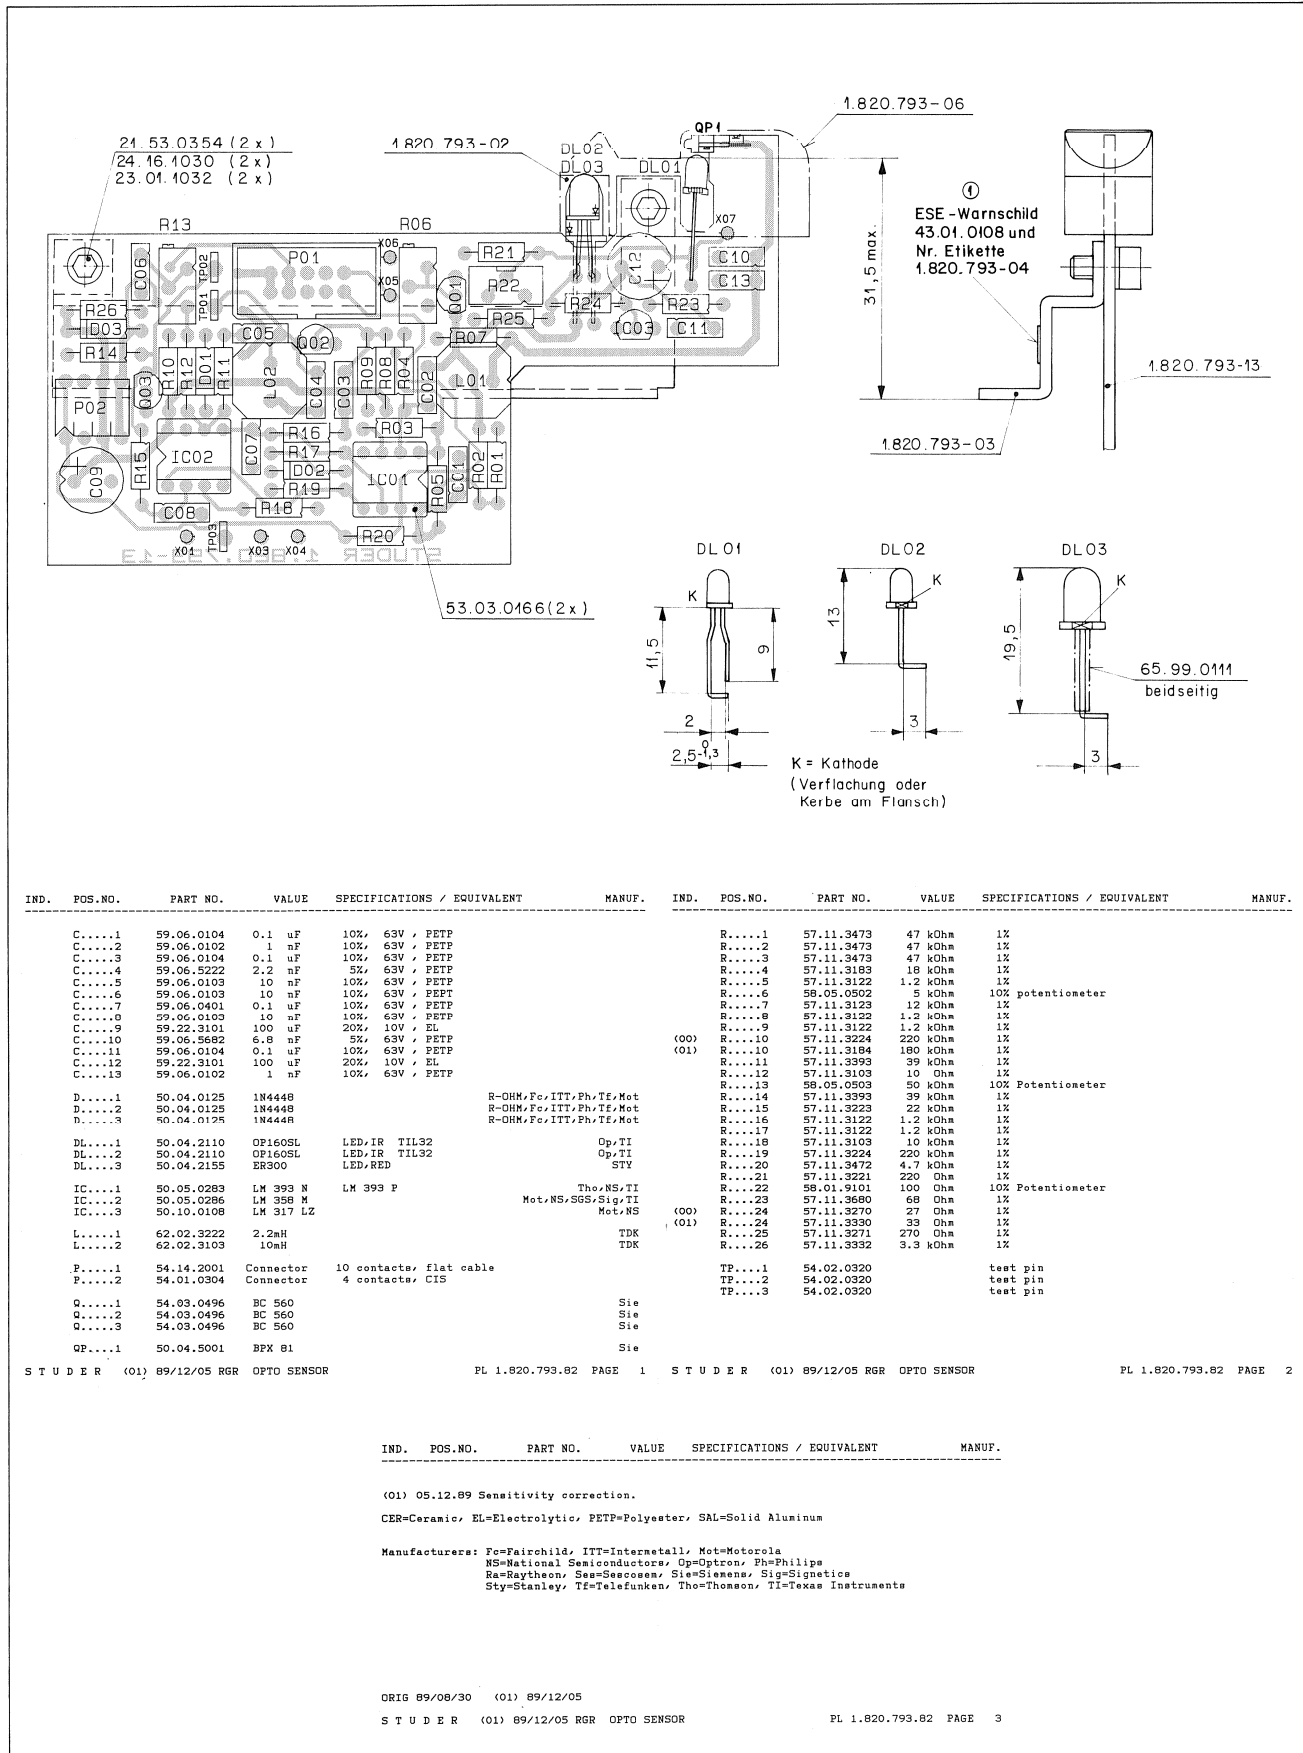 1.820.793-06
21.53.0354 (2x)
24.16.1030 (2x)
23.01.1032 (2x)
1.820.793-02
QP1
DL02
DL03
DL01
X07
1
ESE-Warnschild
43.01.0108 und
Nr. Etikette
1.820.793-04
31,5 max.
R13
R06
X06
X05
C06
TP02
TP01
P01
R21
R22
Q01
C12
C10
C13
R26
D03
R14
C05
Q02
R25
R24
R23
IC03
C11
R07
P02
Q03
R10
R12
D01
R11
L02
C04
C03
R09
R08
R04
C02
L01
1.820.793-13
1.820.793-03
C09
R15
IC02
C07
R16
R17
D02
R19
R03
IC01
R05
C01
R02
R01
C08
R18
R20
X01
TP03
X03
X04
STUDER 1.820.793-13
53.03.0166(2x)
DL01
DL02
DL03
K
K
K
11,5
9
2
2,5 0 -1,3
13
3
19,5
3
65.99.0111
beidseitig
K = Kathode
(Verflachung oder
Kerbe am Flansch)
IND. POS.NO. PART NO. VALUE SPECIFICATIONS / EQUIVALENT MANUF.
C.....1 59.06.0104 0.1 uF 10%, 63V , PETP
C.....2 59.06.0102 1 nF 10%, 63V , PETP
C.....3 59.06.0104 0.1 uF 10%, 63V , PETP
C.....4 59.06.5222 2.2 nF 5%, 63V , PETP
C.....5 59.06.0103 10 nF 10%, 63V , PETP
C.....6 59.06.0103 10 nF 10%, 63V , PEPT
C.....7 59.06.0401 0.1 uF 10%, 63V , PETP
C.....8 59.06.0103 10 nF 10%, 63V , PETP
C.....9 59.22.3101 100 uF 20%, 10V , EL
C....10 59.06.5682 6.8 nF 5%, 63V , PETP
C....11 59.06.0104 0.1 uF 10%, 63V , PETP
C....12 59.22.3101 100 uF 20%, 10V , EL
C....13 59.06.0102 1 nF 10%, 63V , PETP
D.....1 50.04.0125 1N4448 R-OHM,Fc,ITT,Ph,Tf,Mot
D.....2 50.04.0125 1N4448 R-OHM,Fc,ITT,Ph,Tf,Mot
D.....3 50.04.0125 1N4448 R-OHM,Fc,ITT,Ph,Tf,Mot
DL....1 50.04.2110 OP160SL LED,IR TIL32 Op,TI
DL....2 50.04.2110 OP160SL LED,IR TIL32 Op,TI
DL....3 50.04.2155 ER300 LED,RED STY
IC....1 50.05.0283 LM 393 N LM 393 P Tho,NS,TI
IC....2 50.05.0286 LM 358 M Mot,NS,SGS,Sig,TI
IC....3 50.10.0108 LM 317 LZ Mot,NS
L.....1 62.02.3222 2.2mH TDK
L.....2 62.02.3103 10mH TDK
P.....1 54.14.2001 Connector 10 contacts, flat cable
P.....2 54.01.0304 Connector 4 contacts, CIS
Q.....1 54.03.0496 BC 560 Sie
Q.....2 54.03.0496 BC 560 Sie
Q.....3 54.03.0496 BC 560 Sie
QP....1 50.04.5001 BPX 81 Sie
S T U D E R (01) 89/12/05 RGR OPTO SENSOR PL 1.820.793.82 PAGE 1
IND. POS.NO. PART NO. VALUE SPECIFICATIONS / EQUIVALENT MANUF.
R.....1 57.11.3473 47 kOhm 1%
R.....2 57.11.3473 47 kOhm 1%
R.....3 57.11.3473 47 kOhm 1%
R.....4 57.11.3183 18 kOhm 1%
R.....5 57.11.3122 1.2 kOhm 1%
R.....6 58.05.0502 5 kOhm 10% potentiometer
R.....7 57.11.3123 12 kOhm 1%
R.....8 57.11.3122 1.2 kOhm 1%
R.....9 57.11.3122 1.2 kOhm 1%
(00) R....10 57.11.3224 220 kOhm 1%
(01) R....10 57.11.3184 180 kOhm 1%
R....11 57.11.3393 39 kOhm 1%
R....12 57.11.3103 10 Ohm 1%
R....13 58.05.0503 50 kOhm 10% Potentiometer
R....14 57.11.3393 39 kOhm 1%
R....15 57.11.3223 22 kOhm 1%
R....16 57.11.3122 1.2 kOhm 1%
R....17 57.11.3122 1.2 kOhm 1%
R....18 57.11.3103 10 kOhm 1%
R....19 57.11.3224 220 kOhm 1%
R....20 57.11.3472 4.7 kOhm 1%
R....21 57.11.3221 220 Ohm 1%
R....22 58.01.9101 100 Ohm 10% Potentiometer
R....23 57.11.3680 68 Ohm 1%
(00) R....24 57.11.3270 27 Ohm 1%
(01) R....24 57.11.3330 33 Ohm 1%
R....25 57.11.3271 270 Ohm 1%
R....26 57.11.3332 3.3 kOhm 1%
TP....1 54.02.0320 test pin
TP....2 54.02.0320 test pin
TP....3 54.02.0320 test pin
S T U D E R (01) 89/12/05 RGR OPTO SENSOR PL 1.820.793.82 PAGE 2
IND. POS.NO. PART NO. VALUE SPECIFICATIONS / EQUIVALENT MANUF.
(01) 05.12.89 Sensitivity correction.
CER=Ceramic, EL=Electrolytic, PETP=Polyester, SAL=Solid Aluminum
Manufacturers: Fc=Fairchild, ITT=Intermetall, Mot=Motorola
NS=National Semiconductors, Op=Optron, Ph=Philips
Ra=Raytheon, Ses=Sescosem, Sie=Siemens, Sig=Signetics
Sty=Stanley, Tf=Telefunken, Tho=Thomson, TI=Texas Instruments
ORIG 89/08/30 (01) 89/12/05
S T U D E R (01) 89/12/05 RGR OPTO SENSOR PL 1.820.793.82 PAGE 3